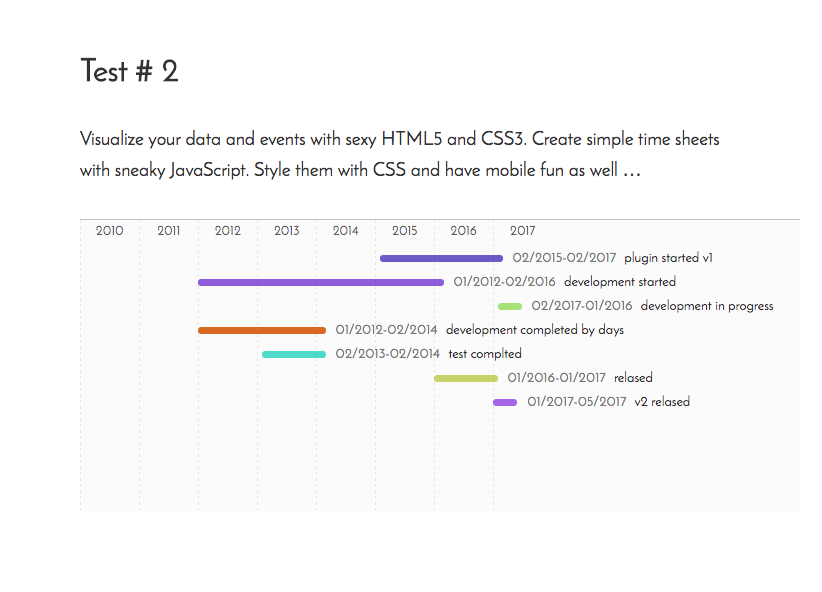 Test # 2
Visualize your data and events with sexy HTML5 and CSS3. Create simple time sheets
with sneaky JavaScript. Style them with CSS and have mobile fun as well …
2010 2011 2012 2013 2014 2015 2016 2017
02/2015-02/2017 plugin started v1
01/2012-02/2016 development started
02/2017-01/2016 development in progress
01/2012-02/2014 development completed by days
02/2013-02/2014 test complted
01/2016-01/2017 relased
01/2017-05/2017 v2 relased